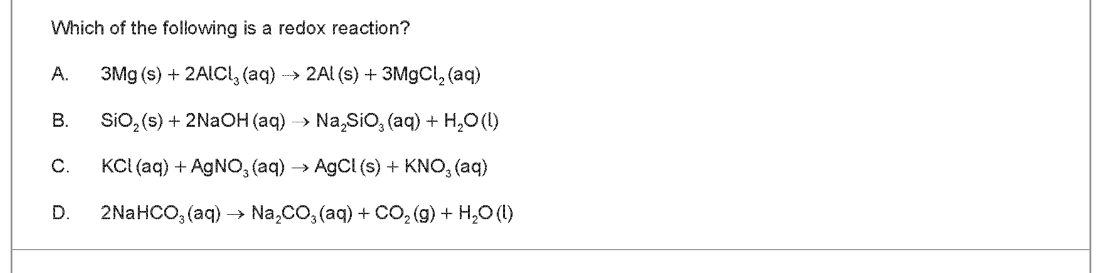 Which of the following is a redox reaction?
A. 3Mg (s) + 2AlCl₃ (aq) → 2Al (s) + 3MgCl₂ (aq)
B. SiO₂ (s) + 2NaOH (aq) → Na₂SiO₃ (aq) + H₂O (l)
C. KCl (aq) + AgNO₃ (aq) → AgCl (s) + KNO₃ (aq)
D. 2NaHCO₃ (aq) → Na₂CO₃ (aq) + CO₂ (g) + H₂O (l)